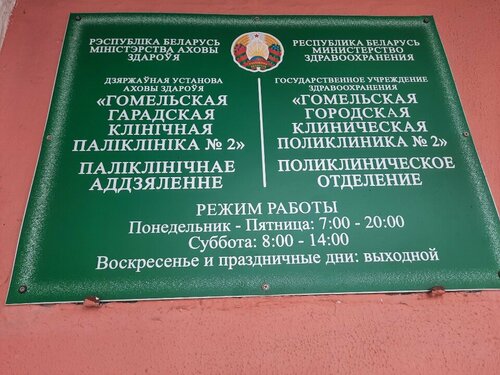 РЭСПУБЛІКА БЕЛАРУСЬ
МІНІСТЭРСТВА АХОВЫ
ЗДАРОЎЯ
ДЗЯРЖАЎНАЯ УСТАНОВА
АХОВЫ ЗДАРОЎЯ
«ГОМЕЛЬСКАЯ
ГАРАДСКАЯ
КЛІНІЧНАЯ
ПАЛІКЛІНІКА № 2»
ПАЛІКЛІНІЧНАЕ
АДДЗЯЛЕННЕ
РЕСПУБЛИКА БЕЛАРУСЬ
МИНИСТЕРСТВО
ЗДРАВООХРАНЕНИЯ
ГОСУДАРСТВЕННОЕ УЧРЕЖДЕНИЕ
ЗДРАВООХРАНЕНИЯ
«ГОМЕЛЬСКАЯ
ГОРОДСКАЯ
КЛИНИЧЕСКАЯ
ПОЛИКЛИНИКА № 2»
ПОЛИКЛИНИЧЕСКОЕ
ОТДЕЛЕНИЕ
РЕЖИМ РАБОТЫ
Понедельник - Пятница: 7:00 - 20:00
Суббота: 8:00 - 14:00
Воскресенье и праздничные дни: выходной